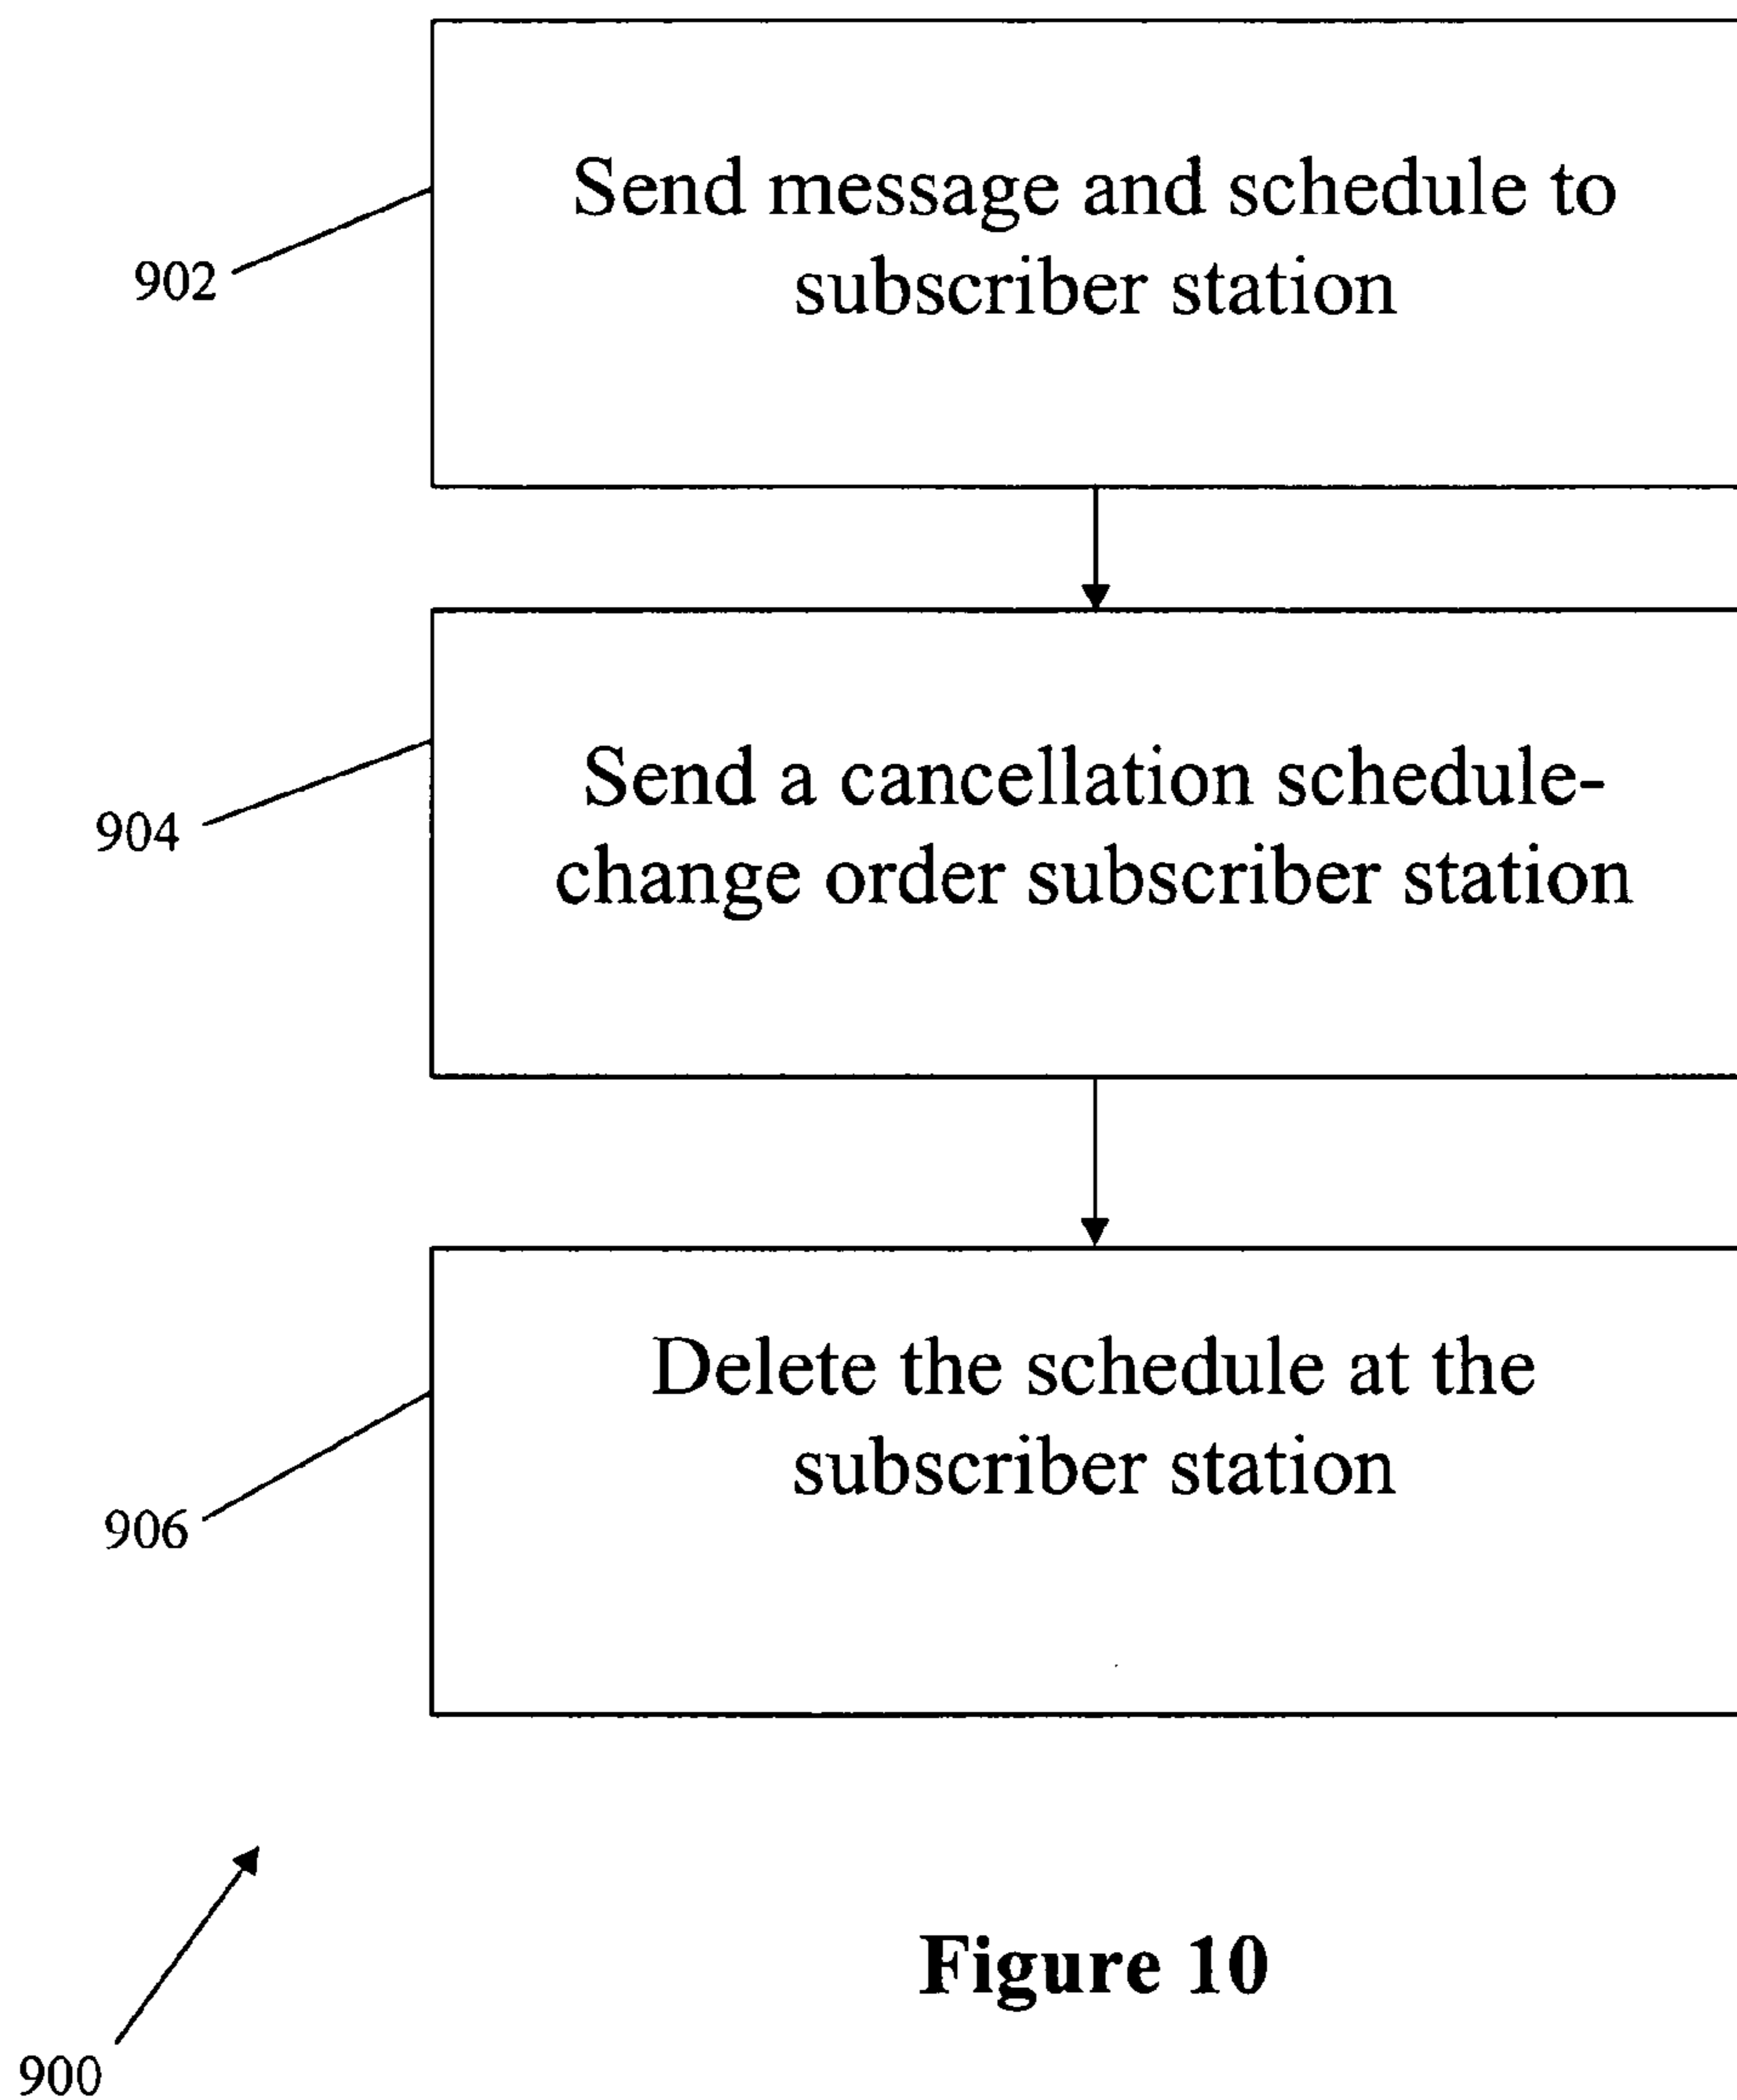 Send message and schedule to
subscriber station
902
Send a cancellation schedule-
change order subscriber station
904
Delete the schedule at the
subscriber station
906
Figure 10
900